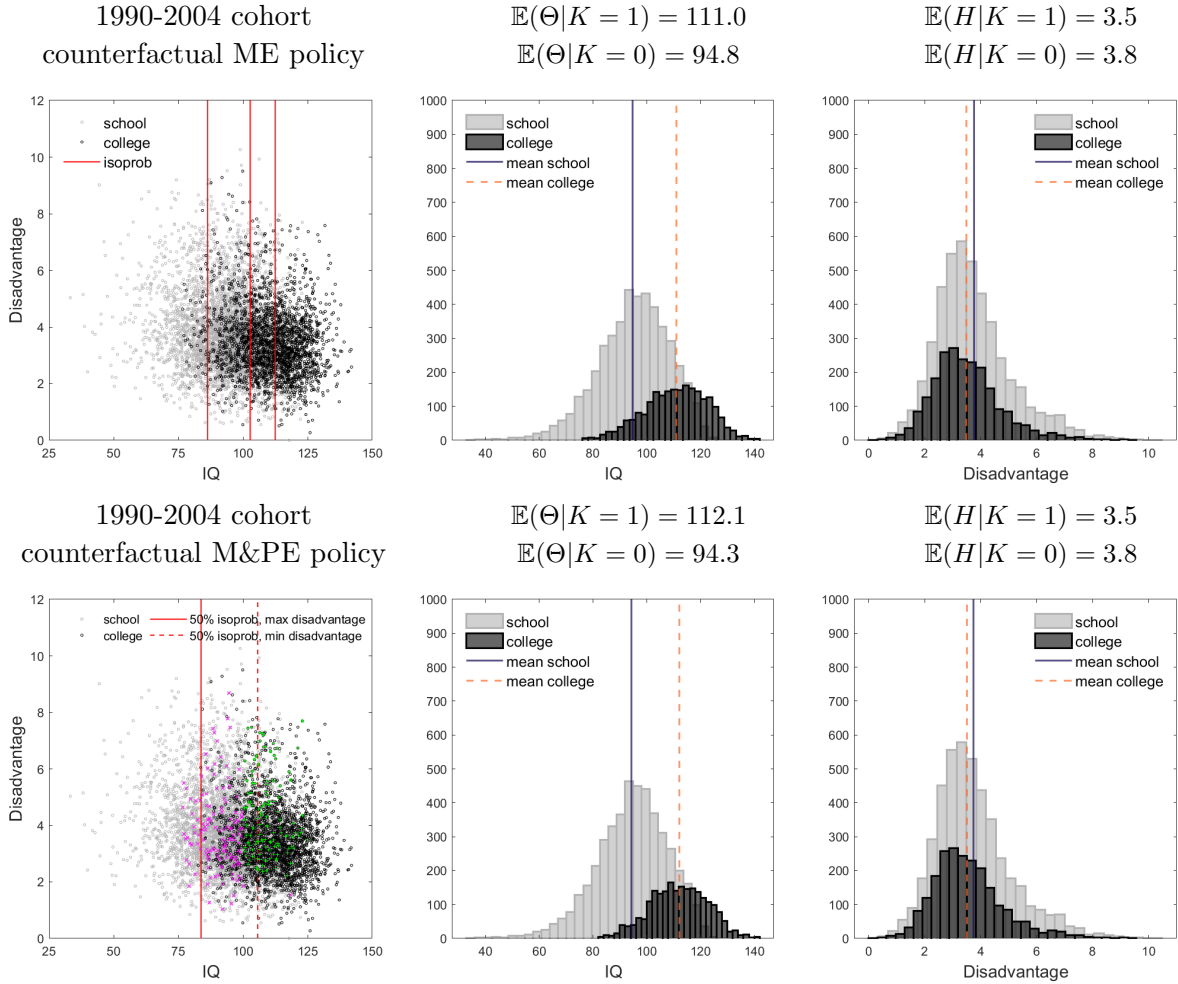 1990-2004 cohort
counterfactual ME policy
𝔼(Θ|K = 1) = 111.0
𝔼(Θ|K = 0) = 94.8
𝔼(H|K = 1) = 3.5
𝔼(H|K = 0) = 3.8
12
10
8
6
4
2
0
Disadvantage
school
college
isoprob
25 50 75 100 125 150
IQ
1000
900
800
700
600
500
400
300
200
100
0
school
college
mean school
mean college
40 60 80 100 120 140
IQ
1000
900
800
700
600
500
400
300
200
100
0
school
college
mean school
mean college
0 2 4 6 8 10
Disadvantage
1990-2004 cohort
counterfactual M&PE policy
𝔼(Θ|K = 1) = 112.1
𝔼(Θ|K = 0) = 94.3
𝔼(H|K = 1) = 3.5
𝔼(H|K = 0) = 3.8
12
10
8
6
4
2
0
Disadvantage
school 50% isoprob, max disadvantage
college 50% isoprob, min disadvantage
25 50 75 100 125 150
IQ
1000
900
800
700
600
500
400
300
200
100
0
school
college
mean school
mean college
40 60 80 100 120 140
IQ
1000
900
800
700
600
500
400
300
200
100
0
school
college
mean school
mean college
0 2 4 6 8 10
Disadvantage